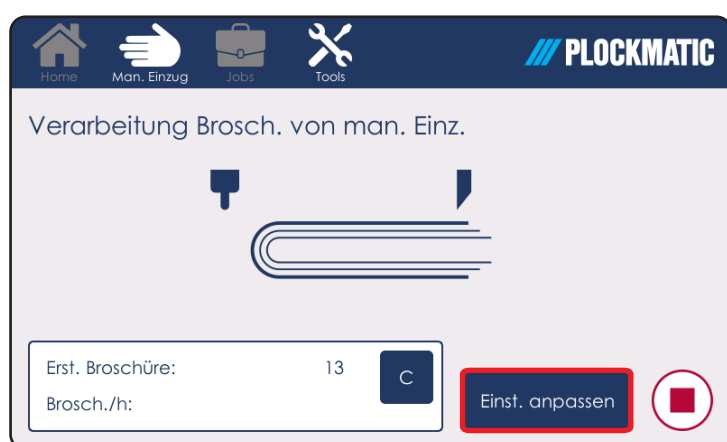 Home
Man. Einzug
Jobs
Tools
PLOCKMATIC
Verarbeitung Brosch. von man. Einz.
Erst. Broschüre: 13
C
Brosch./h:
Einst. anpassen